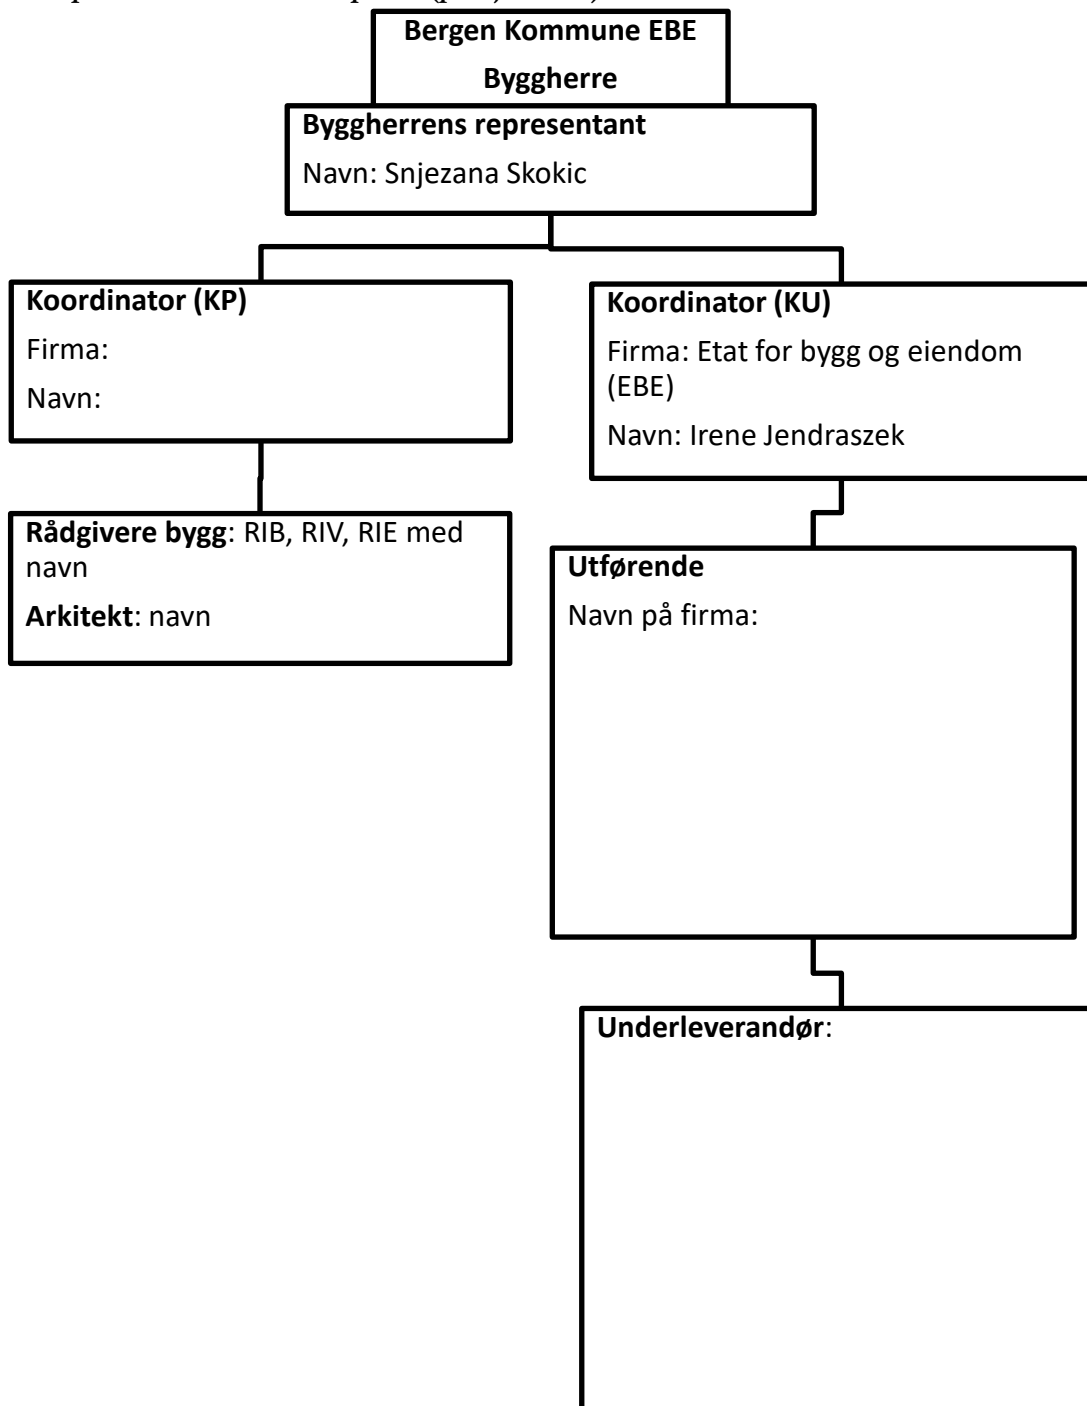 Bergen Kommune EBE
Byggherre
Byggherrens representant
Navn: Snjezana Skokic
Koordinator (KP)
Firma:
Navn:
Koordinator (KU)
Firma: Etat for bygg og eiendom
(EBE)
Navn: Irene Jendraszek
Rådgivere bygg: RIB, RIV, RIE med
navn
Arkitekt: navn
Utførende
Navn på firma:
Underleverandør: